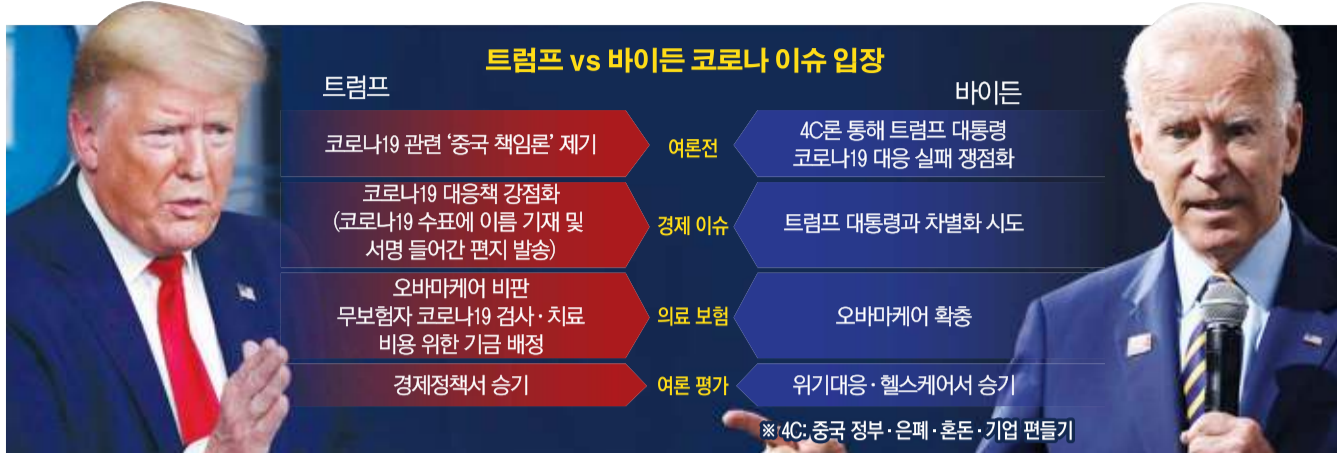 트럼프 vs 바이든 코로나 이슈 입장
트럼프
바이든
코로나19 관련 ‘중국 책임론’ 제기
여론전
4C론 통해 트럼프 대통령
코로나19 대응 실패 쟁점화
코로나19 대응책 강점화
(코로나19 수표에 이름 기재 및
서명 들어간 편지 발송)
경제 이슈
트럼프 대통령과 차별화 시도
오바마케어 비판
무보험자 코로나19 검사·치료
비용 위한 기금 배정
의료 보험
오바마케어 확충
경제정책서 승기
여론 평가
위기대응·헬스케어서 승기
※ 4C: 중국 정부·은폐·혼돈·기업 편들기